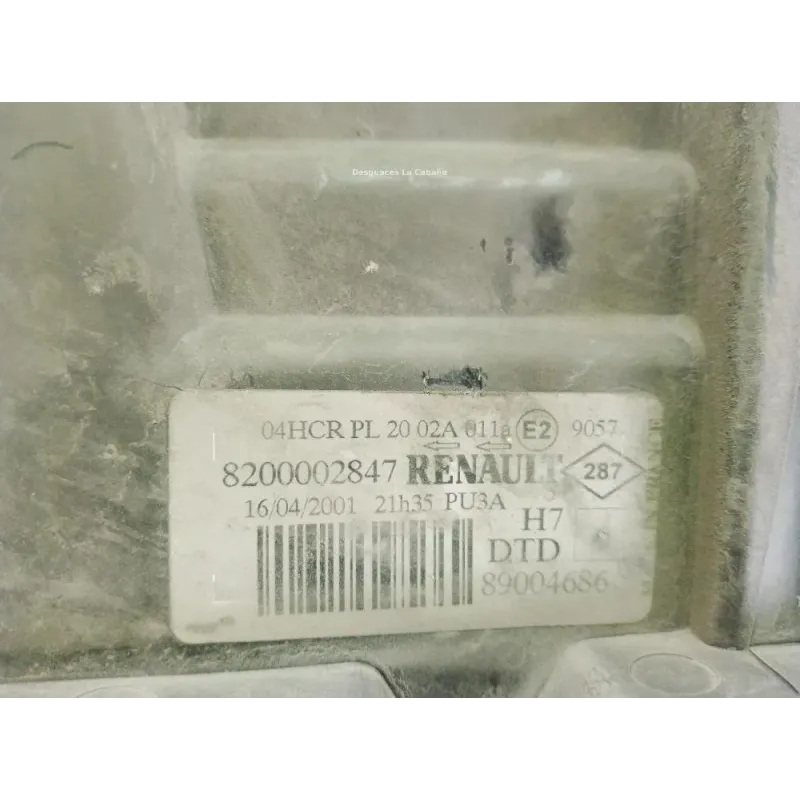 Desguaces La Cabaña
04HCR PL 20 02A 011a E2 9057
8200002847 RENAULT 287
16/04/2001 21h35 PU3A
H7
DTD
89004686